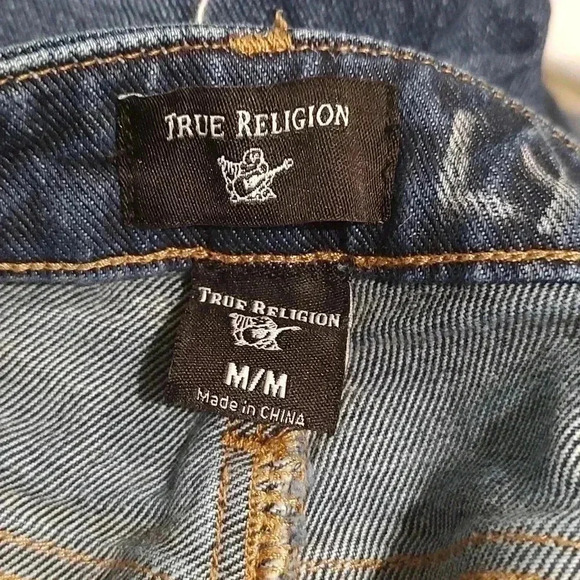 TRUE RELIGION
TRUE RELIGION
M/M
Made in CHINA